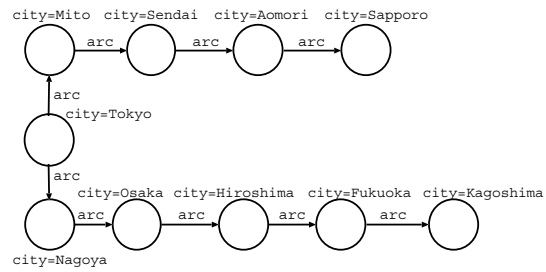 city=Mito city=Sendai city=Aomori city=Sapporo
arc arc arc
arc
city=Tokyo
arc
city=Osaka city=Hiroshima city=Fukuoka city=Kagoshima
arc arc arc arc
city=Nagoya